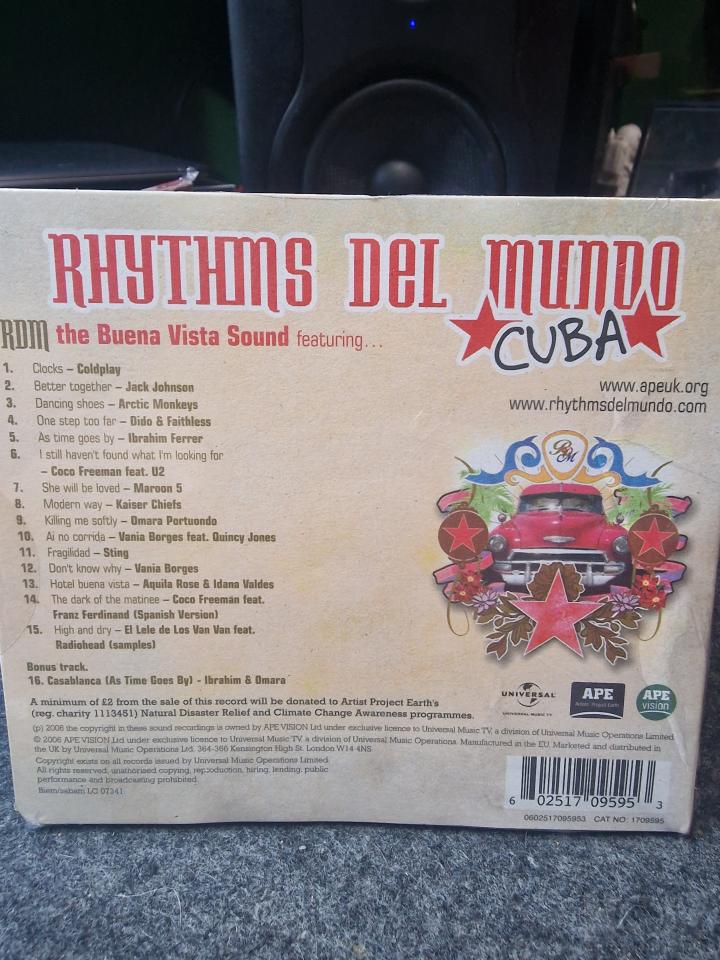 RHYTHMS DEL MUNDO
CUBA
RDM the Buena Vista Sound featuring...
www.apeuk.org
www.rhythmsdelmundo.com
1. Clocks – Coldplay
2. Better together – Jack Johnson
3. Dancing shoes – Arctic Monkeys
4. One step too far – Dido & Faithless
5. As time goes by – Ibrahim Ferrer
6. I still haven't found what I'm looking for
– Coco Freeman feat. U2
7. She will be loved – Maroon 5
8. Modern way – Kaiser Chiefs
9. Killing me softly – Omara Portuondo
10. Ai no corrida – Vania Borges feat. Quincy Jones
11. Fragilidad – Sting
12. Don't know why – Vania Borges
13. Hotel buena vista – Aquila Rose & Idana Valdes
14. The dark of the matinee – Coco Freeman feat.
Franz Ferdinand (Spanish Version)
15. High and dry – El Lele de Los Van Van feat.
Radiohead (samples)
Bonus track.
16. Casablanca (As Time Goes By) - Ibrahim & Omara
RDM
UNIVERSAL
UNIVERSAL MUSIC TV
APE
Artists Project Earth
APE
vision
A minimum of £2 from the sale of this record will be donated to Artist Project Earth's
(reg. charity 1113451) Natural Disaster Relief and Climate Change Awareness programmes.
(p) 2006 the copyright in these sound recordings is owned by APE VISION Ltd under exclusive licence to Universal Music TV, a division of Universal Music Operations Limited.
© 2006 APE VISION Ltd under exclusive licence to Universal Music TV, a division of Universal Music Operations. Manufactured in the EU. Marketed and distributed in
the UK by Universal Music Operations Ltd. 364-366 Kensington High St. London W14 4NS
Copyright exists on all records issued by Universal Music Operations Limited
All rights reserved, unauthorised copying, reproduction, hiring, lending, public
performance and broadcasting prohibited.
Biem/sabam LC 07341
6 02517 09595 3
0602517095953 CAT NO: 1709595